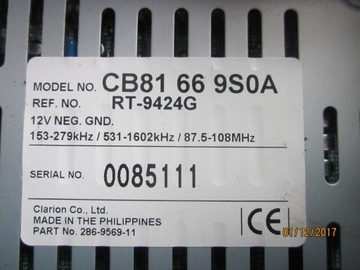 MODEL NO. CB81 66 9S0A
REF. NO. RT-9424G
12V NEG. GND.
153-279kHz / 531-1602kHz / 87.5-108MHz
SERIAL NO. 0085111
Clarion Co., Ltd.
MADE IN THE PHILIPPINES
PART No. 286-9569-11
CE
01/12/2017